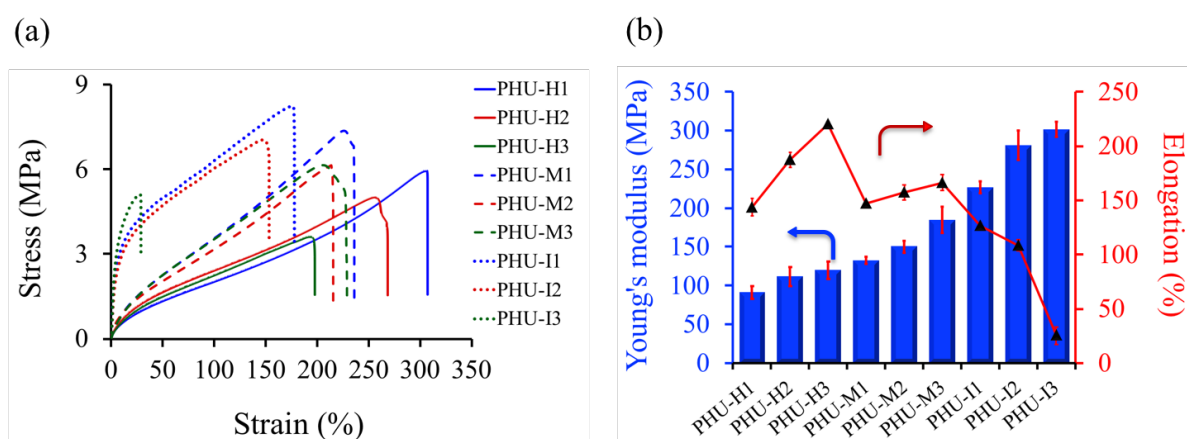 (a)
(b)
Stress (MPa)
9
6
3
0
0 50 100 150 200 250 300 350
Strain (%)
PHU-H1
PHU-H2
PHU-H3
PHU-M1
PHU-M2
PHU-M3
PHU-I1
PHU-I2
PHU-I3
Young's modulus (MPa)
350
300
250
200
150
100
50
0
250
200
150
100
50
0
Elongation (%)
PHU-H1
PHU-H2
PHU-H3
PHU-M1
PHU-M2
PHU-M3
PHU-I1
PHU-I2
PHU-I3